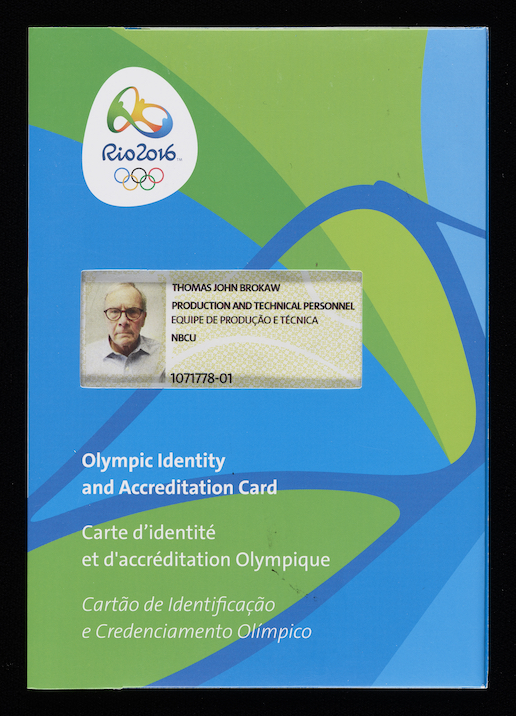 Rio2016™
THOMAS JOHN BROKAW
PRODUCTION AND TECHNICAL PERSONNEL
EQUIPE DE PRODUÇÃO E TÉCNICA
NBCU
1071778-01
Olympic Identity
and Accreditation Card
Carte d'identité
et d'accréditation Olympique
Cartão de Identificação
e Credenciamento Olímpico